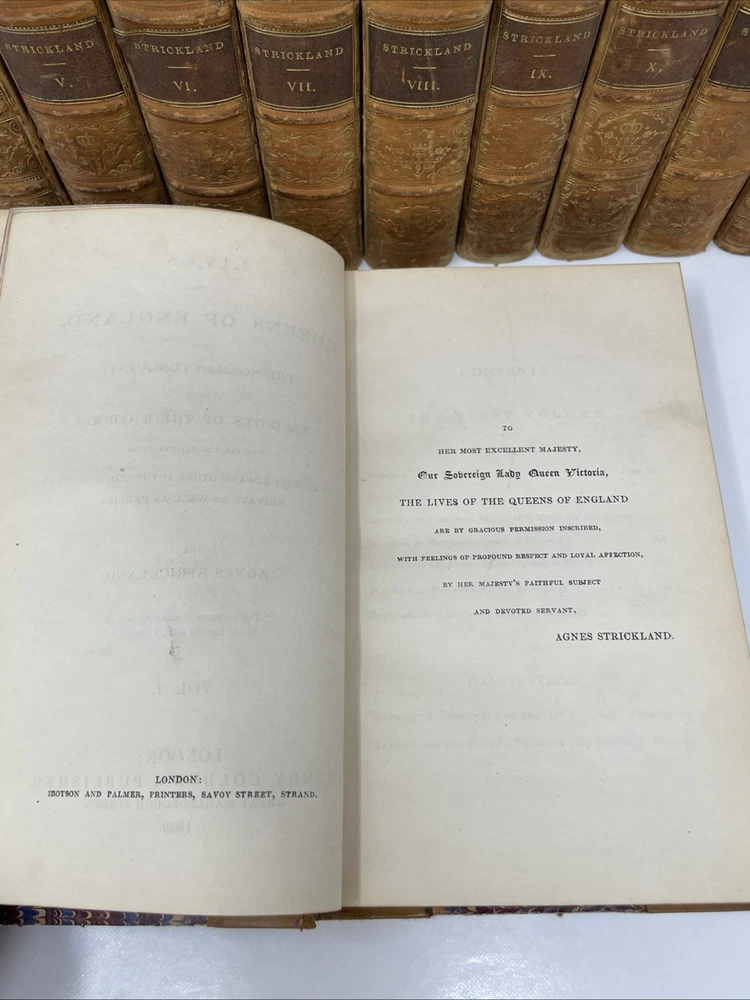 STRICKLAND
V.
STRICKLAND
VI.
STRICKLAND
VII.
STRICKLAND
VIII.
STRICKLAND
IX.
STRICKLAND
X.
LONDON:
IBOTSON AND PALMER, PRINTERS, SAVOY STREET, STRAND.
TO
HER MOST EXCELLENT MAJESTY,
Our Sovereign Lady Queen Victoria,
THE LIVES OF THE QUEENS OF ENGLAND
ARE BY GRACIOUS PERMISSION INSCRIBED,
WITH FEELINGS OF PROFOUND RESPECT AND LOYAL AFFECTION,
BY HER MAJESTY'S FAITHFUL SUBJECT
AND DEVOTED SERVANT,
AGNES STRICKLAND.